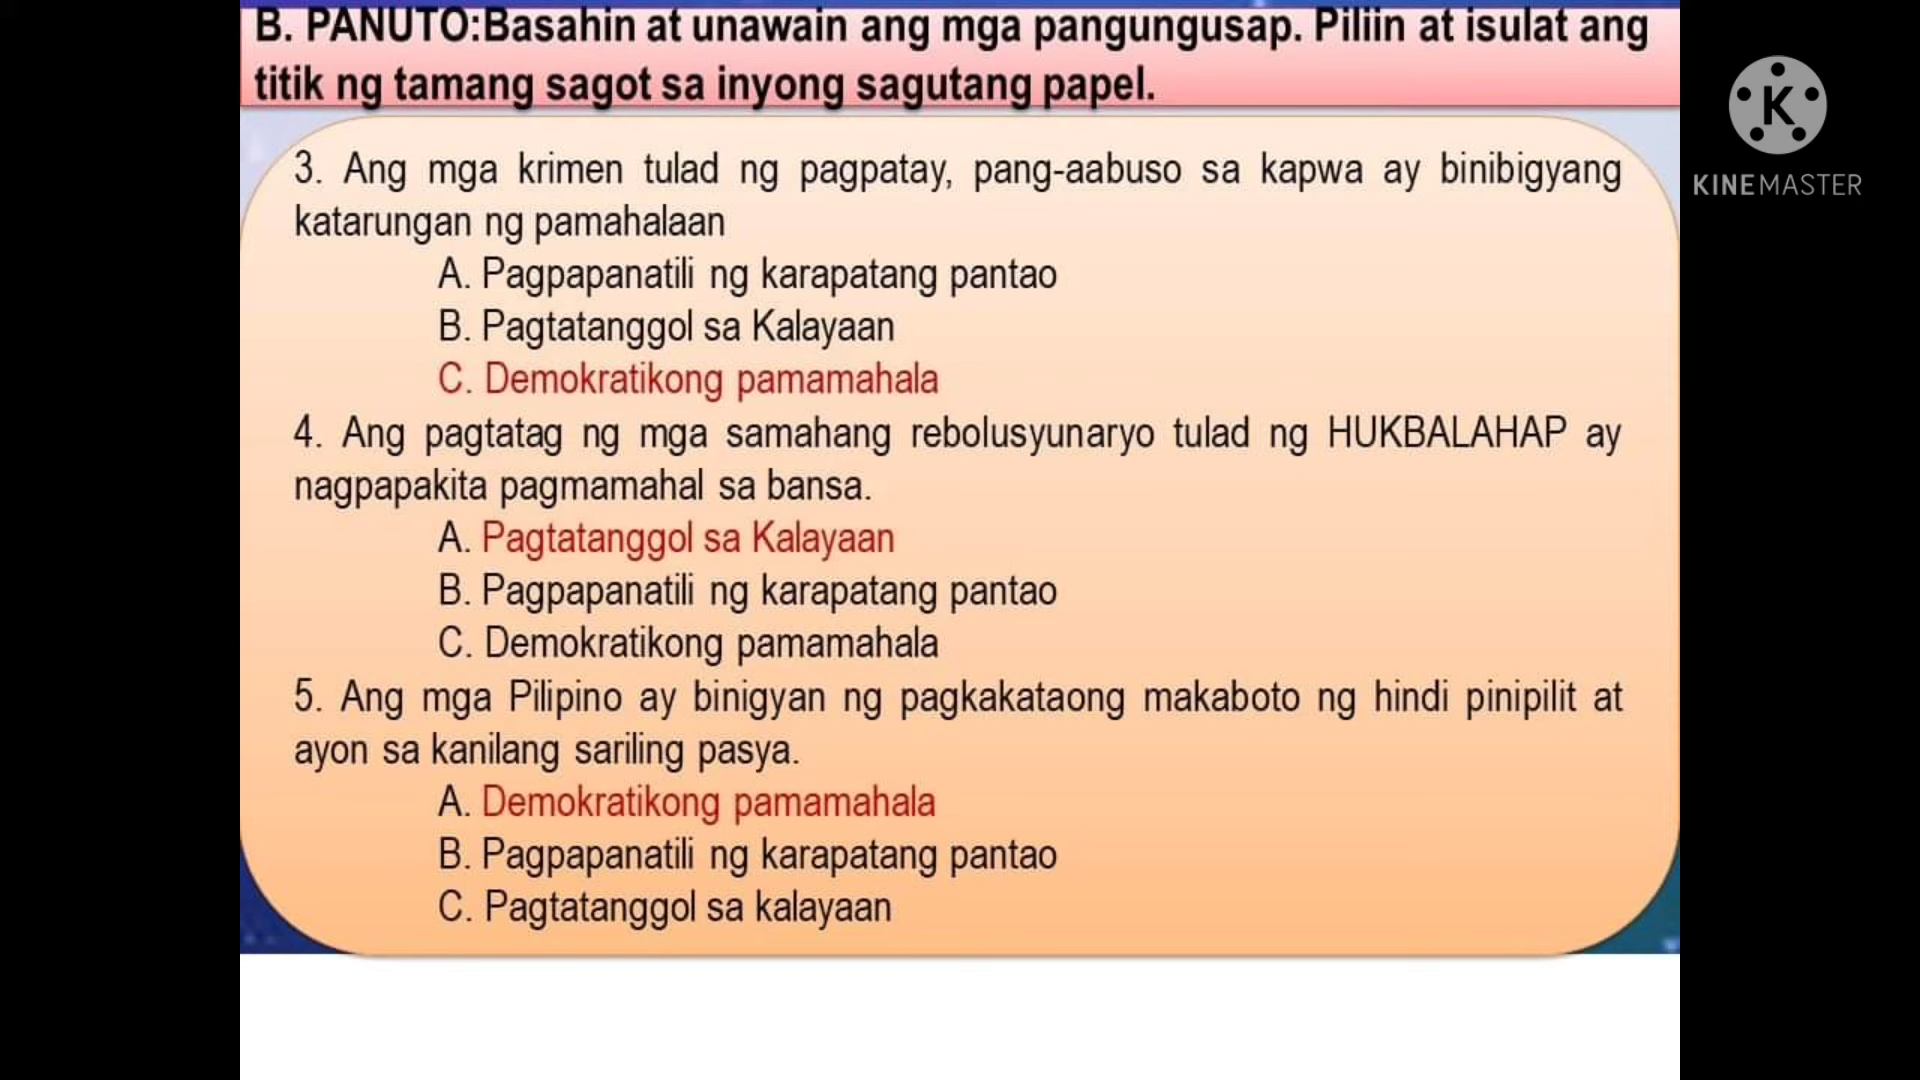 B. PANUTO:Basahin at unawain ang mga pangungusap. Piliin at isulat ang
titik ng tamang sagot sa inyong sagutang papel.
3. Ang mga krimen tulad ng pagpatay, pang-aabuso sa kapwa ay binibigyang
katarungan ng pamahalaan
A. Pagpapanatili ng karapatang pantao
B. Pagtatanggol sa Kalayaan
C. Demokratikong pamamahala
4. Ang pagtatag ng mga samahang rebolusyunaryo tulad ng HUKBALAHAP ay
nagpapakita pagmamahal sa bansa.
A. Pagtatanggol sa Kalayaan
B. Pagpapanatili ng karapatang pantao
C. Demokratikong pamamahala
5. Ang mga Pilipino ay binigyan ng pagkakataong makaboto ng hindi pinipilit at
ayon sa kanilang sariling pasya.
A. Demokratikong pamamahala
B. Pagpapanatili ng karapatang pantao
C. Pagtatanggol sa kalayaan
K
KINEMASTER